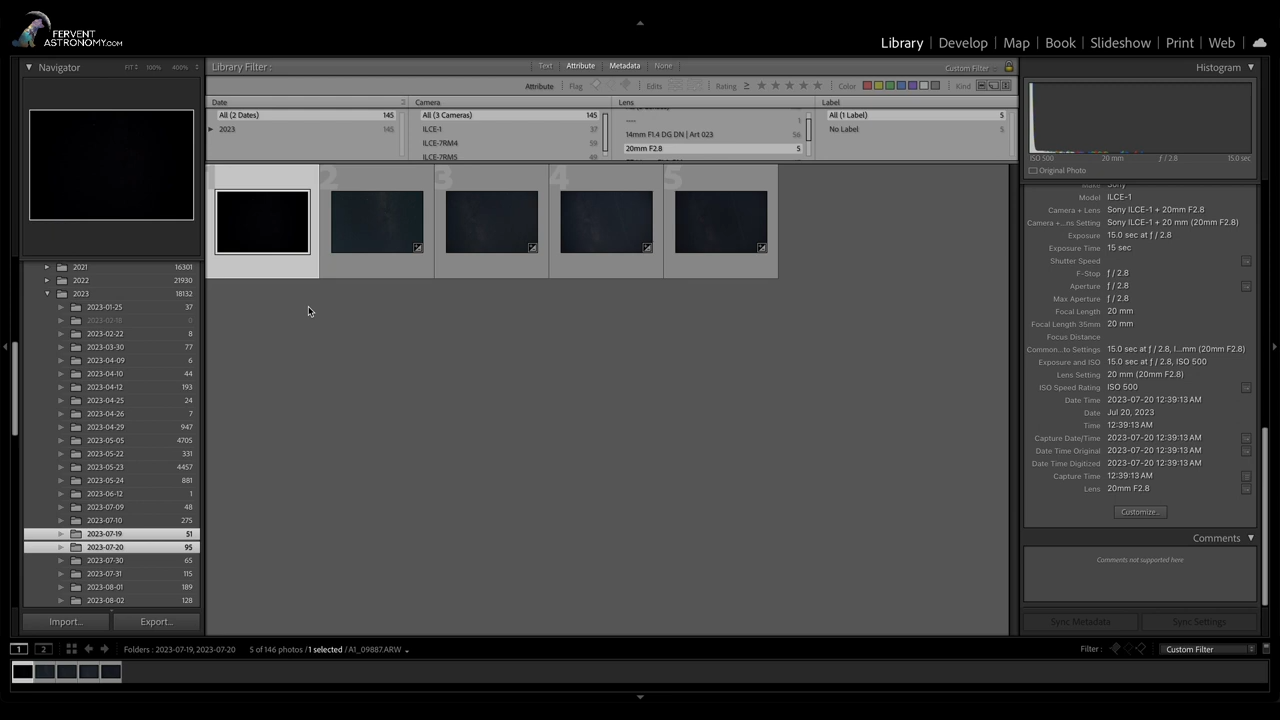 FERVENT
ASTRONOMY.COM
Library | Develop | Map | Book | Slideshow | Print | Web
Navigator FIT 100% 400%
Library Filter : Text Attribute Metadata None Custom Filter
Histogram
Attribute Flag Edits Rating ≥ ★ ★ ★ ★ ★ Color Kind
Date Camera Lens Label
All (2 Dates) 145 All (3 Cameras) 145 All (1 Label) 5
2023 145 ILCE-1 37 1 No Label 5
ILCE-7RM4 59 14mm F1.4 DG DN | Art 023 56
ILCE-7RM5 49 20mm F2.8 5
ISO 500 20 mm ƒ / 2.8 15.0 sec
Original Photo
1 2 3 4 5
2021 16301
2022 21930
2023 18132
2023-01-25 37
2023-02-22 8
2023-03-30 77
2023-04-09 6
2023-04-10 44
2023-04-12 193
2023-04-25 24
2023-04-26 7
2023-04-29 947
2023-05-05 4705
2023-05-22 331
2023-05-23 4457
2023-05-24 881
2023-06-12 1
2023-07-09 48
2023-07-10 275
2023-07-19 51
2023-07-20 95
2023-07-30 65
2023-07-31 115
2023-08-01 189
2023-08-02 128
Import... Export...
Make Sony
Model ILCE-1
Camera + Lens Sony ILCE-1 + 20mm F2.8
Camera +...ns Setting Sony ILCE-1 + 20 mm (20mm F2.8)
Exposure 15.0 sec at ƒ / 2.8
Exposure Time 15 sec
Shutter Speed
F-Stop ƒ / 2.8
Aperture ƒ / 2.8
Max Aperture ƒ / 2.8
Focal Length 20 mm
Focal Length 35mm 20 mm
Focus Distance
Common...to Settings 15.0 sec at ƒ / 2.8, I...mm (20mm F2.8)
Exposure and ISO 15.0 sec at ƒ / 2.8, ISO 500
Lens Setting 20 mm (20mm F2.8)
ISO Speed Rating ISO 500
Date Time 2023-07-20 12:39:13 AM
Date Jul 20, 2023
Time 12:39:13 AM
Capture Date/Time 2023-07-20 12:39:13 AM
Date Time Original 2023-07-20 12:39:13 AM
Date Time Digitized 2023-07-20 12:39:13 AM
Capture Time 12:39:13 AM
Lens 20mm F2.8
Customize...
Comments
Comments not supported here
Sync Metadata Sync Settings
1 2 Folders : 2023-07-19, 2023-07-20 5 of 146 photos / 1 selected / A1_09887.ARW Filter : Custom Filter